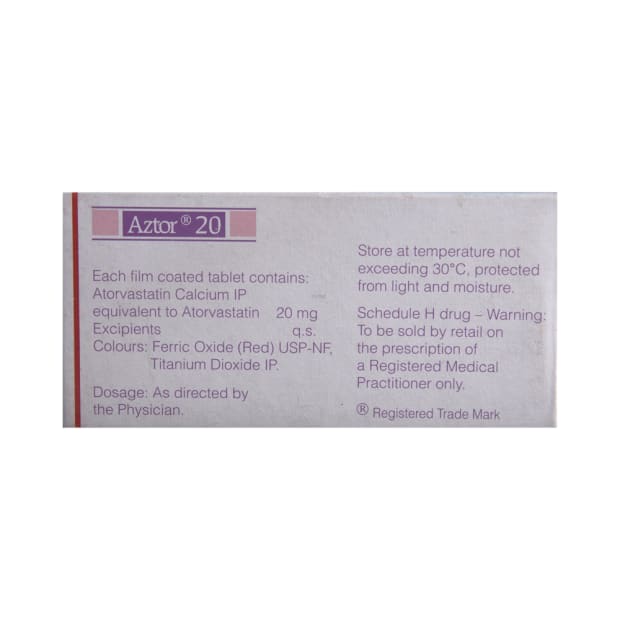 Aztor ® 20
Each film coated tablet contains:
Atorvastatin Calcium IP
equivalent to Atorvastatin 20 mg
Excipients q.s.
Colours: Ferric Oxide (Red) USP-NF,
Titanium Dioxide IP.
Dosage: As directed by
the Physician.
Store at temperature not
exceeding 30°C, protected
from light and moisture.
Schedule H drug – Warning:
To be sold by retail on
the prescription of
a Registered Medical
Practitioner only.
® Registered Trade Mark